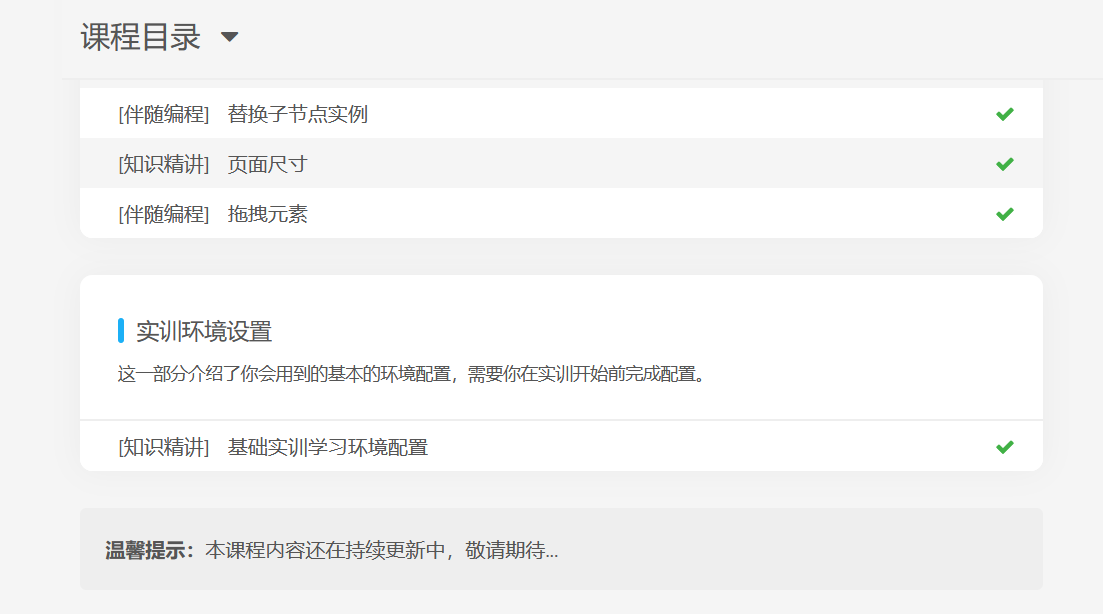 课程目录
[伴随编程] 替换子节点实例
[知识精讲] 页面尺寸
[伴随编程] 拖拽元素
实训环境设置
这一部分介绍了你会用到的基本的环境配置，需要你在实训开始前完成配置。
[知识精讲] 基础实训学习环境配置
温馨提示：本课程内容还在持续更新中，敬请期待...